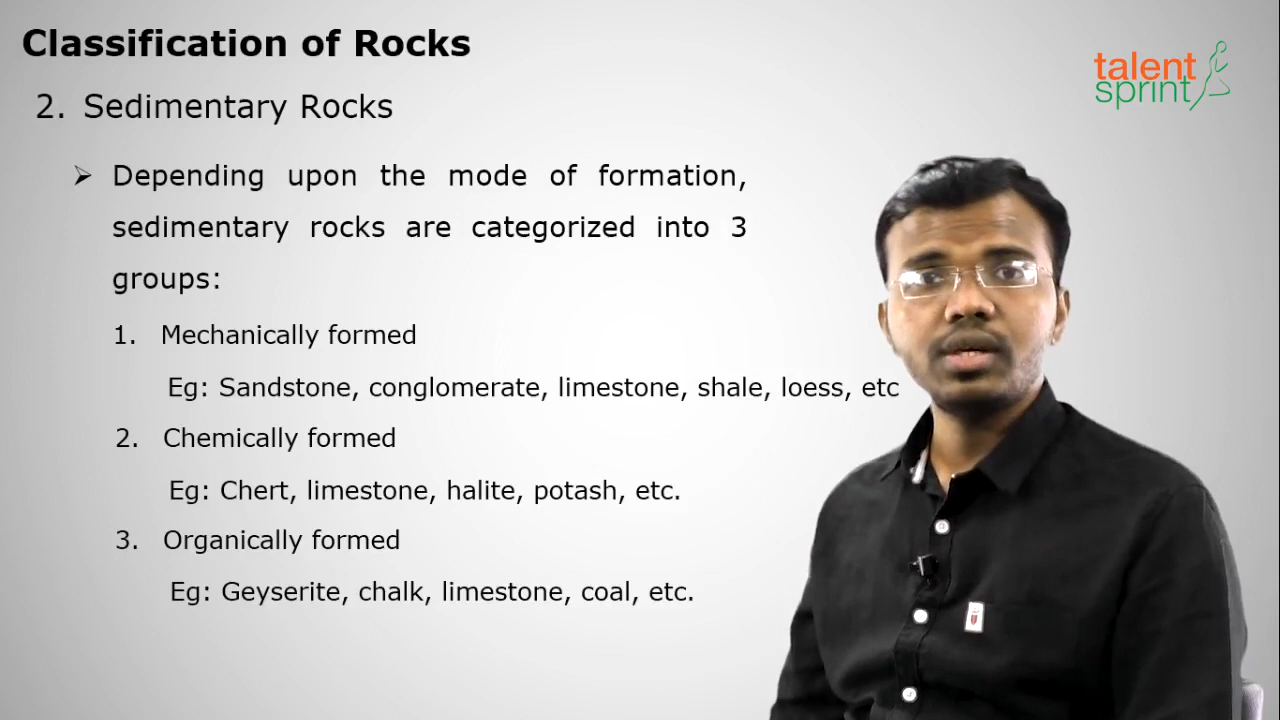 Classification of Rocks
talent
sprint
2. Sedimentary Rocks
➢ Depending upon the mode of formation,
sedimentary rocks are categorized into 3
groups:
1. Mechanically formed
Eg: Sandstone, conglomerate, limestone, shale, loess, etc
2. Chemically formed
Eg: Chert, limestone, halite, potash, etc.
3. Organically formed
Eg: Geyserite, chalk, limestone, coal, etc.